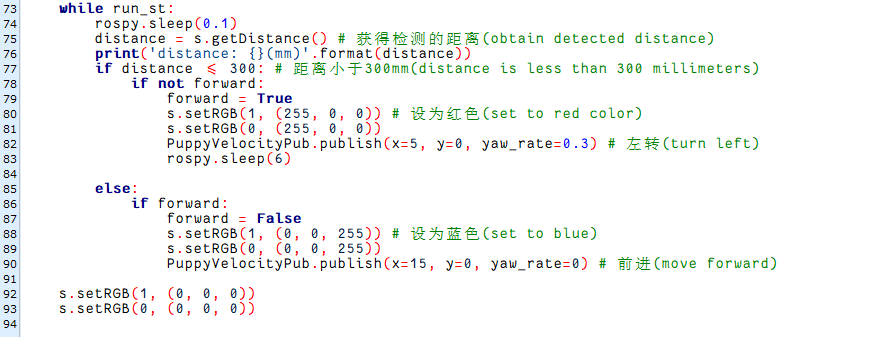 73     while run_st:
74         rospy.sleep(0.1)
75         distance = s.getDistance() # 获得检测的距离(obtain detected distance)
76         print('distance: {}(mm)'.format(distance))
77         if distance <= 300: # 距离小于300mm(distance is less than 300 millimeters)
78             if not forward:
79                 forward = True
80                 s.setRGB(1, (255, 0, 0)) # 设为红色(set to red color)
81                 s.setRGB(0, (255, 0, 0))
82                 PuppyVelocityPub.publish(x=5, y=0, yaw_rate=0.3) # 左转(turn left)
83                 rospy.sleep(6)
84
85         else:
86             if forward:
87                 forward = False
88                 s.setRGB(1, (0, 0, 255)) # 设为蓝色(set to blue)
89                 s.setRGB(0, (0, 0, 255))
90                 PuppyVelocityPub.publish(x=15, y=0, yaw_rate=0) # 前进(move forward)
91
92     s.setRGB(1, (0, 0, 0))
93     s.setRGB(0, (0, 0, 0))
94